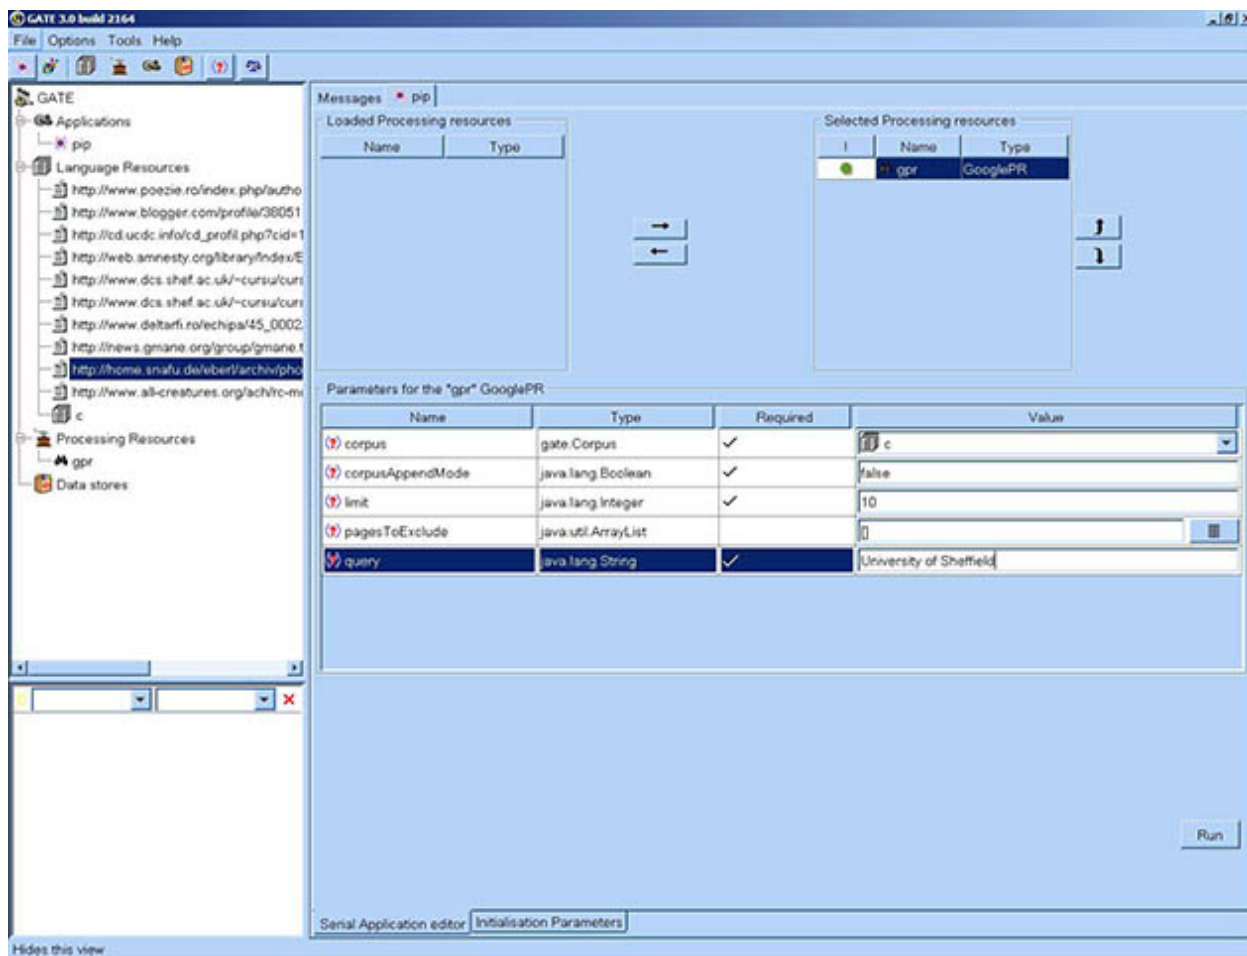 GATE 3.0 build 2164
File Options Tools Help
GATE
Applications
pip
Language Resources
http://www.poezie.ro/index.php/autho
http://www.blogger.com/profile/38051
http://cd.ucdc.info/cd_profil.php?cid=1
http://web.amnesty.org/library/Index/E
http://www.dcs.shef.ac.uk/~cursu/curs
http://www.dcs.shef.ac.uk/~cursu/curs
http://www.deltarfi.ro/echipa/45_0002.
http://news.gmane.org/group/gmane.t
http://home.snafu.de/eberl/archiv/pho
http://www.all-creatures.org/ach/rc-m
c
Processing Resources
gpr
Data stores
Messages pip
Loaded Processing resources
Name Type
Selected Processing resources
! Name Type
gpr GooglePR
Parameters for the "gpr" GooglePR
Name Type Required Value
(?) corpus gate.Corpus ✓ c
(?) corpusAppendMode java.lang.Boolean ✓ false
(?) limit java.lang.Integer ✓ 10
(?) pagesToExclude java.util.ArrayList []
(?) query java.lang.String ✓ University of Sheffield
Run
Serial Application editor Initialisation Parameters
Hides this view